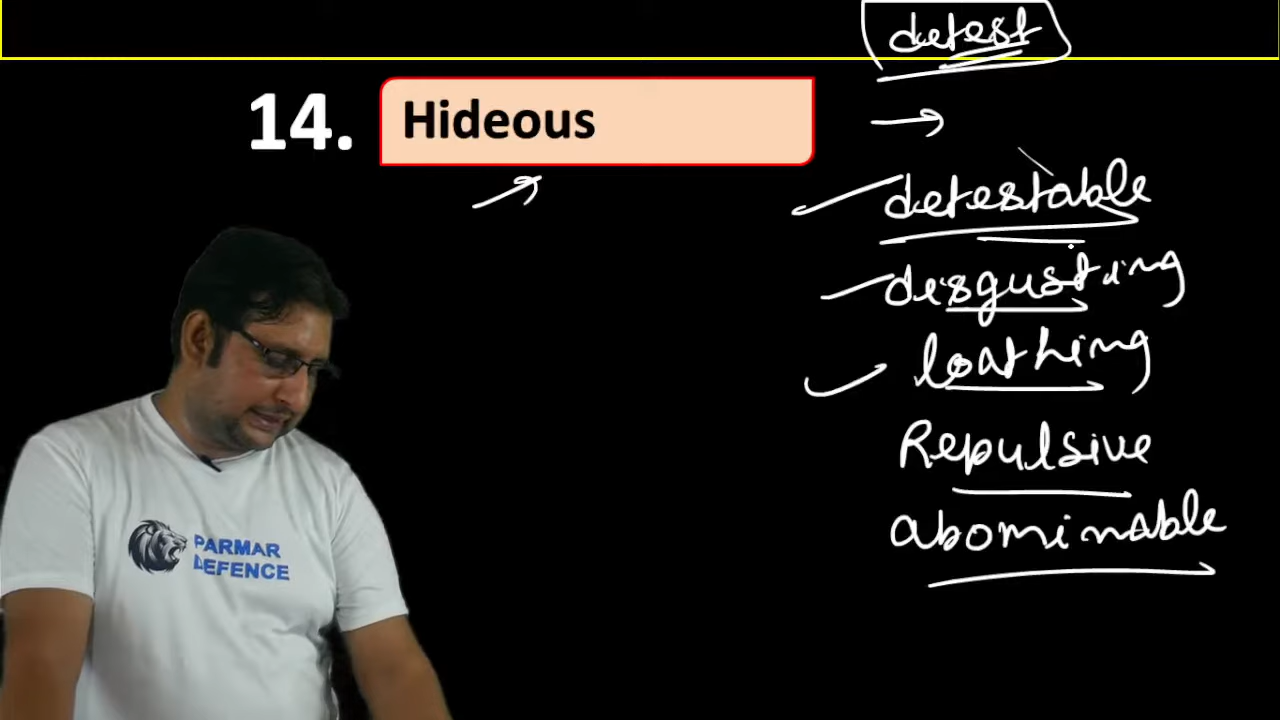 detest
14. Hideous
detestable
disgusting
loathing
Repulsive
abominable
PARMAR
DEFENCE